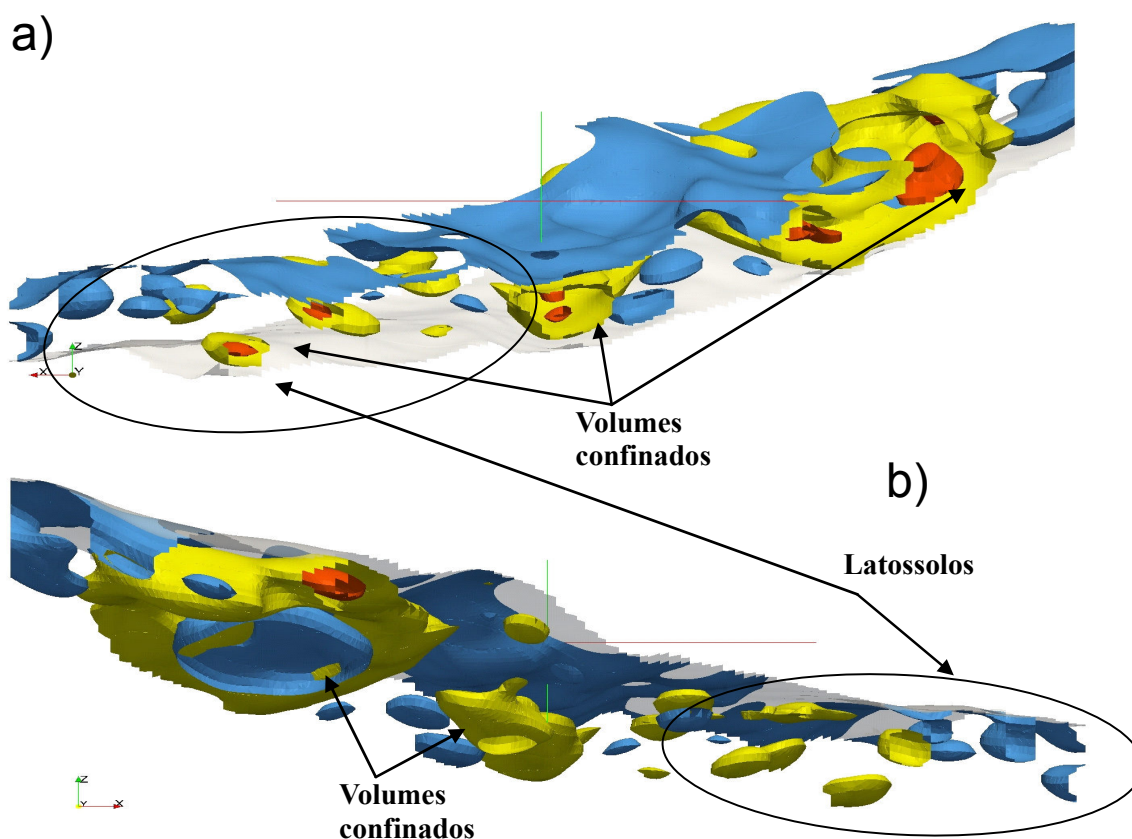 a)
Z
X
Y
Volumes
confinados
b)
Latossolos
Z
Y
X
Volumes
confinados